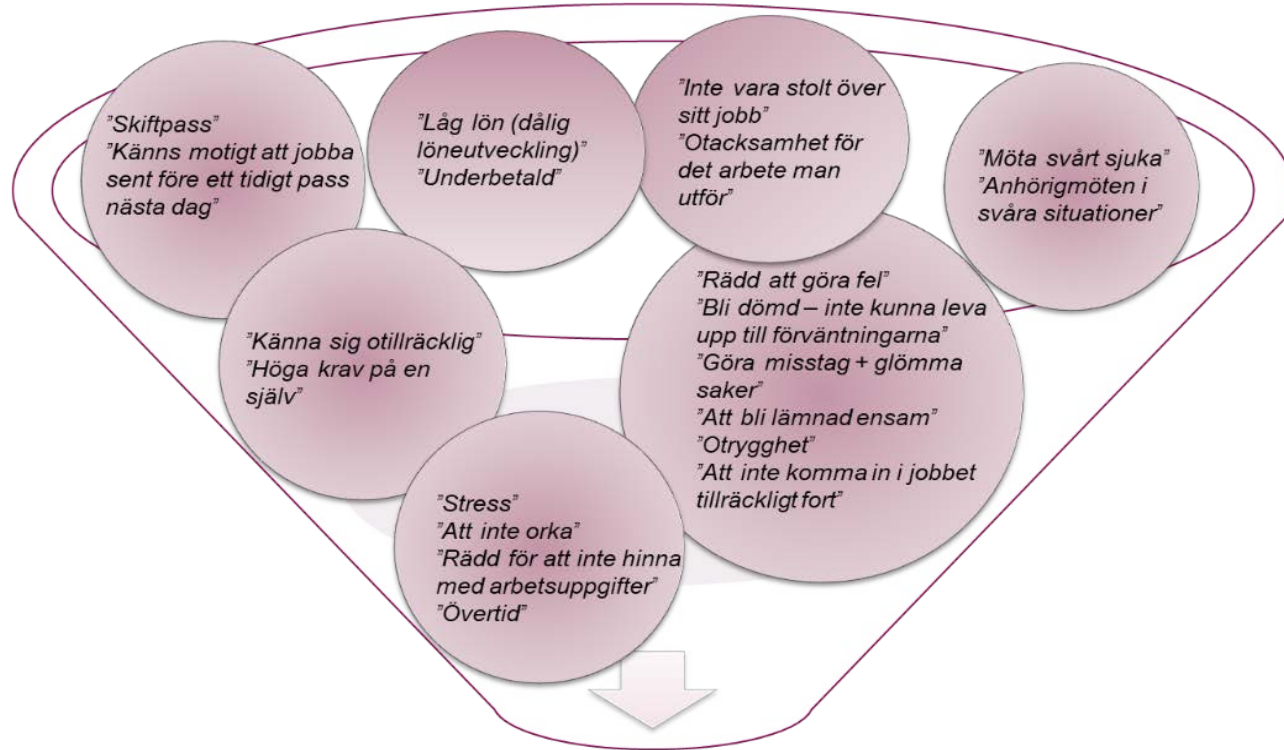 ”Skiftpass”
”Känns motigt att jobba
sent före ett tidigt pass
nästa dag”
”Låg lön (dålig
löneutveckling)”
”Underbetald”
”Inte vara stolt över
sitt jobb”
”Otacksamhet för
det arbete man
utför”
”Möta svårt sjuka”
”Anhörigmöten i
svåra situationer”
”Känna sig otillräcklig”
”Höga krav på en
själv”
”Rädd att göra fel”
”Bli dömd – inte kunna leva
upp till förväntningarna”
”Göra misstag + glömma
saker”
”Att bli lämnad ensam”
”Otrygghet”
”Att inte komma in i jobbet
tillräckligt fort”
”Stress”
”Att inte orka”
”Rädd för att inte hinna
med arbetsuppgifter”
”Övertid”